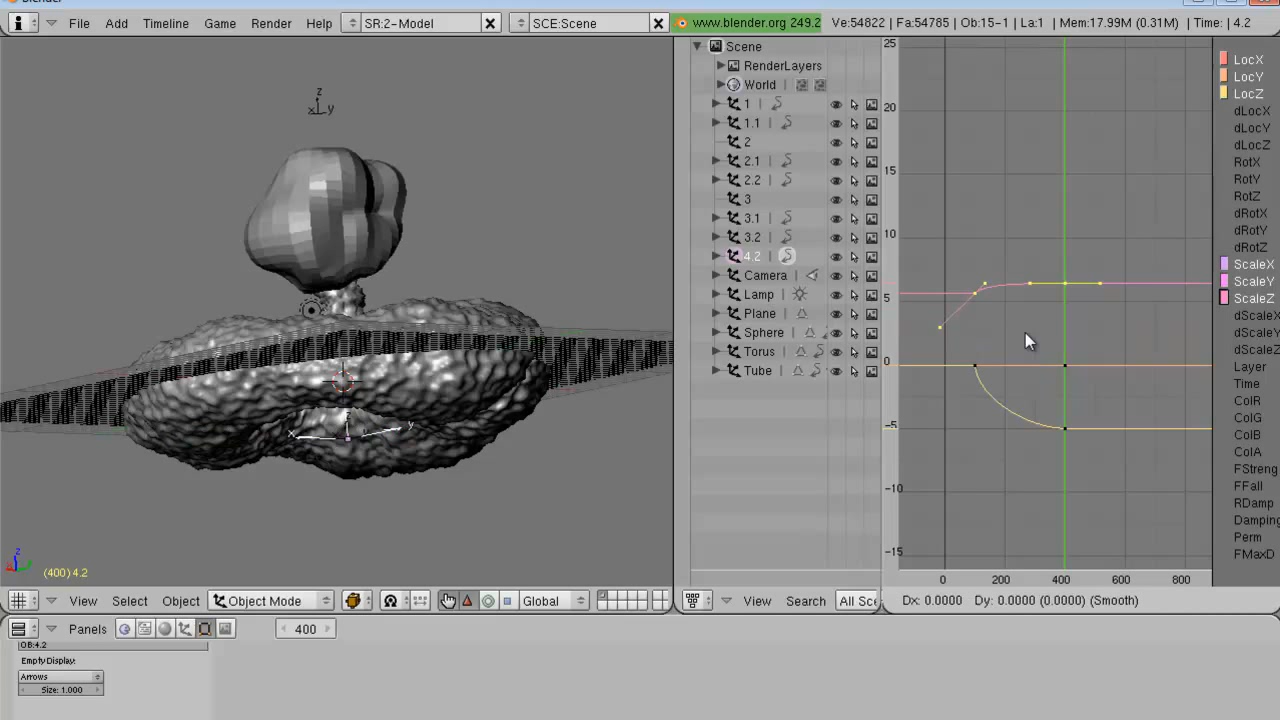 Blender
File Add Timeline Game Render Help SR:2-Model SCE:Scene www.blender.org 249.2 Ve:54822 | Fa:54785 | Ob:15-1 | La:1 | Mem:17.99M (0.31M) | Time: | 4.2
Scene
RenderLayers
World
1
1.1
2
2.1
2.2
3
3.1
3.2
4.2
Camera
Lamp
Plane
Sphere
Torus
Tube
25
20
15
10
5
0
-5
-10
-15
0 200 400 600 800
LocX
LocY
LocZ
dLocX
dLocY
dLocZ
RotX
RotY
RotZ
dRotX
dRotY
dRotZ
ScaleX
ScaleY
ScaleZ
dScaleX
dScaleY
dScaleZ
Layer
Time
ColR
ColG
ColB
ColA
FStreng
FFall
RDamp
Damping
Perm
FMaxD
z
x y
z
x y
z
(400) 4.2
View Select Object Object Mode Global View Search All Sce Dx: 0.0000 Dy: 0.0000 (0.0000) (Smooth)
Panels 400
OB:4.2
Empty Display:
Arrows
Size: 1.000